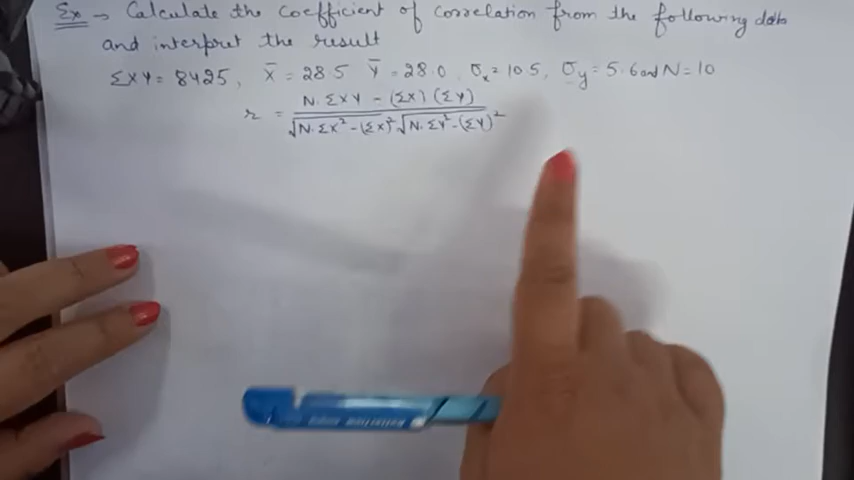 Ex → Calculate the coefficient of correlation from the following data
and interpret the result
ΣXY = 8425, X̄ = 28.5 Ȳ = 28.0, σx = 10.5, σy = 5.6 and N = 10
r = N·ΣXY - (ΣX)(ΣY) / √N·ΣX² - (ΣX)² √N·ΣY² - (ΣY)²